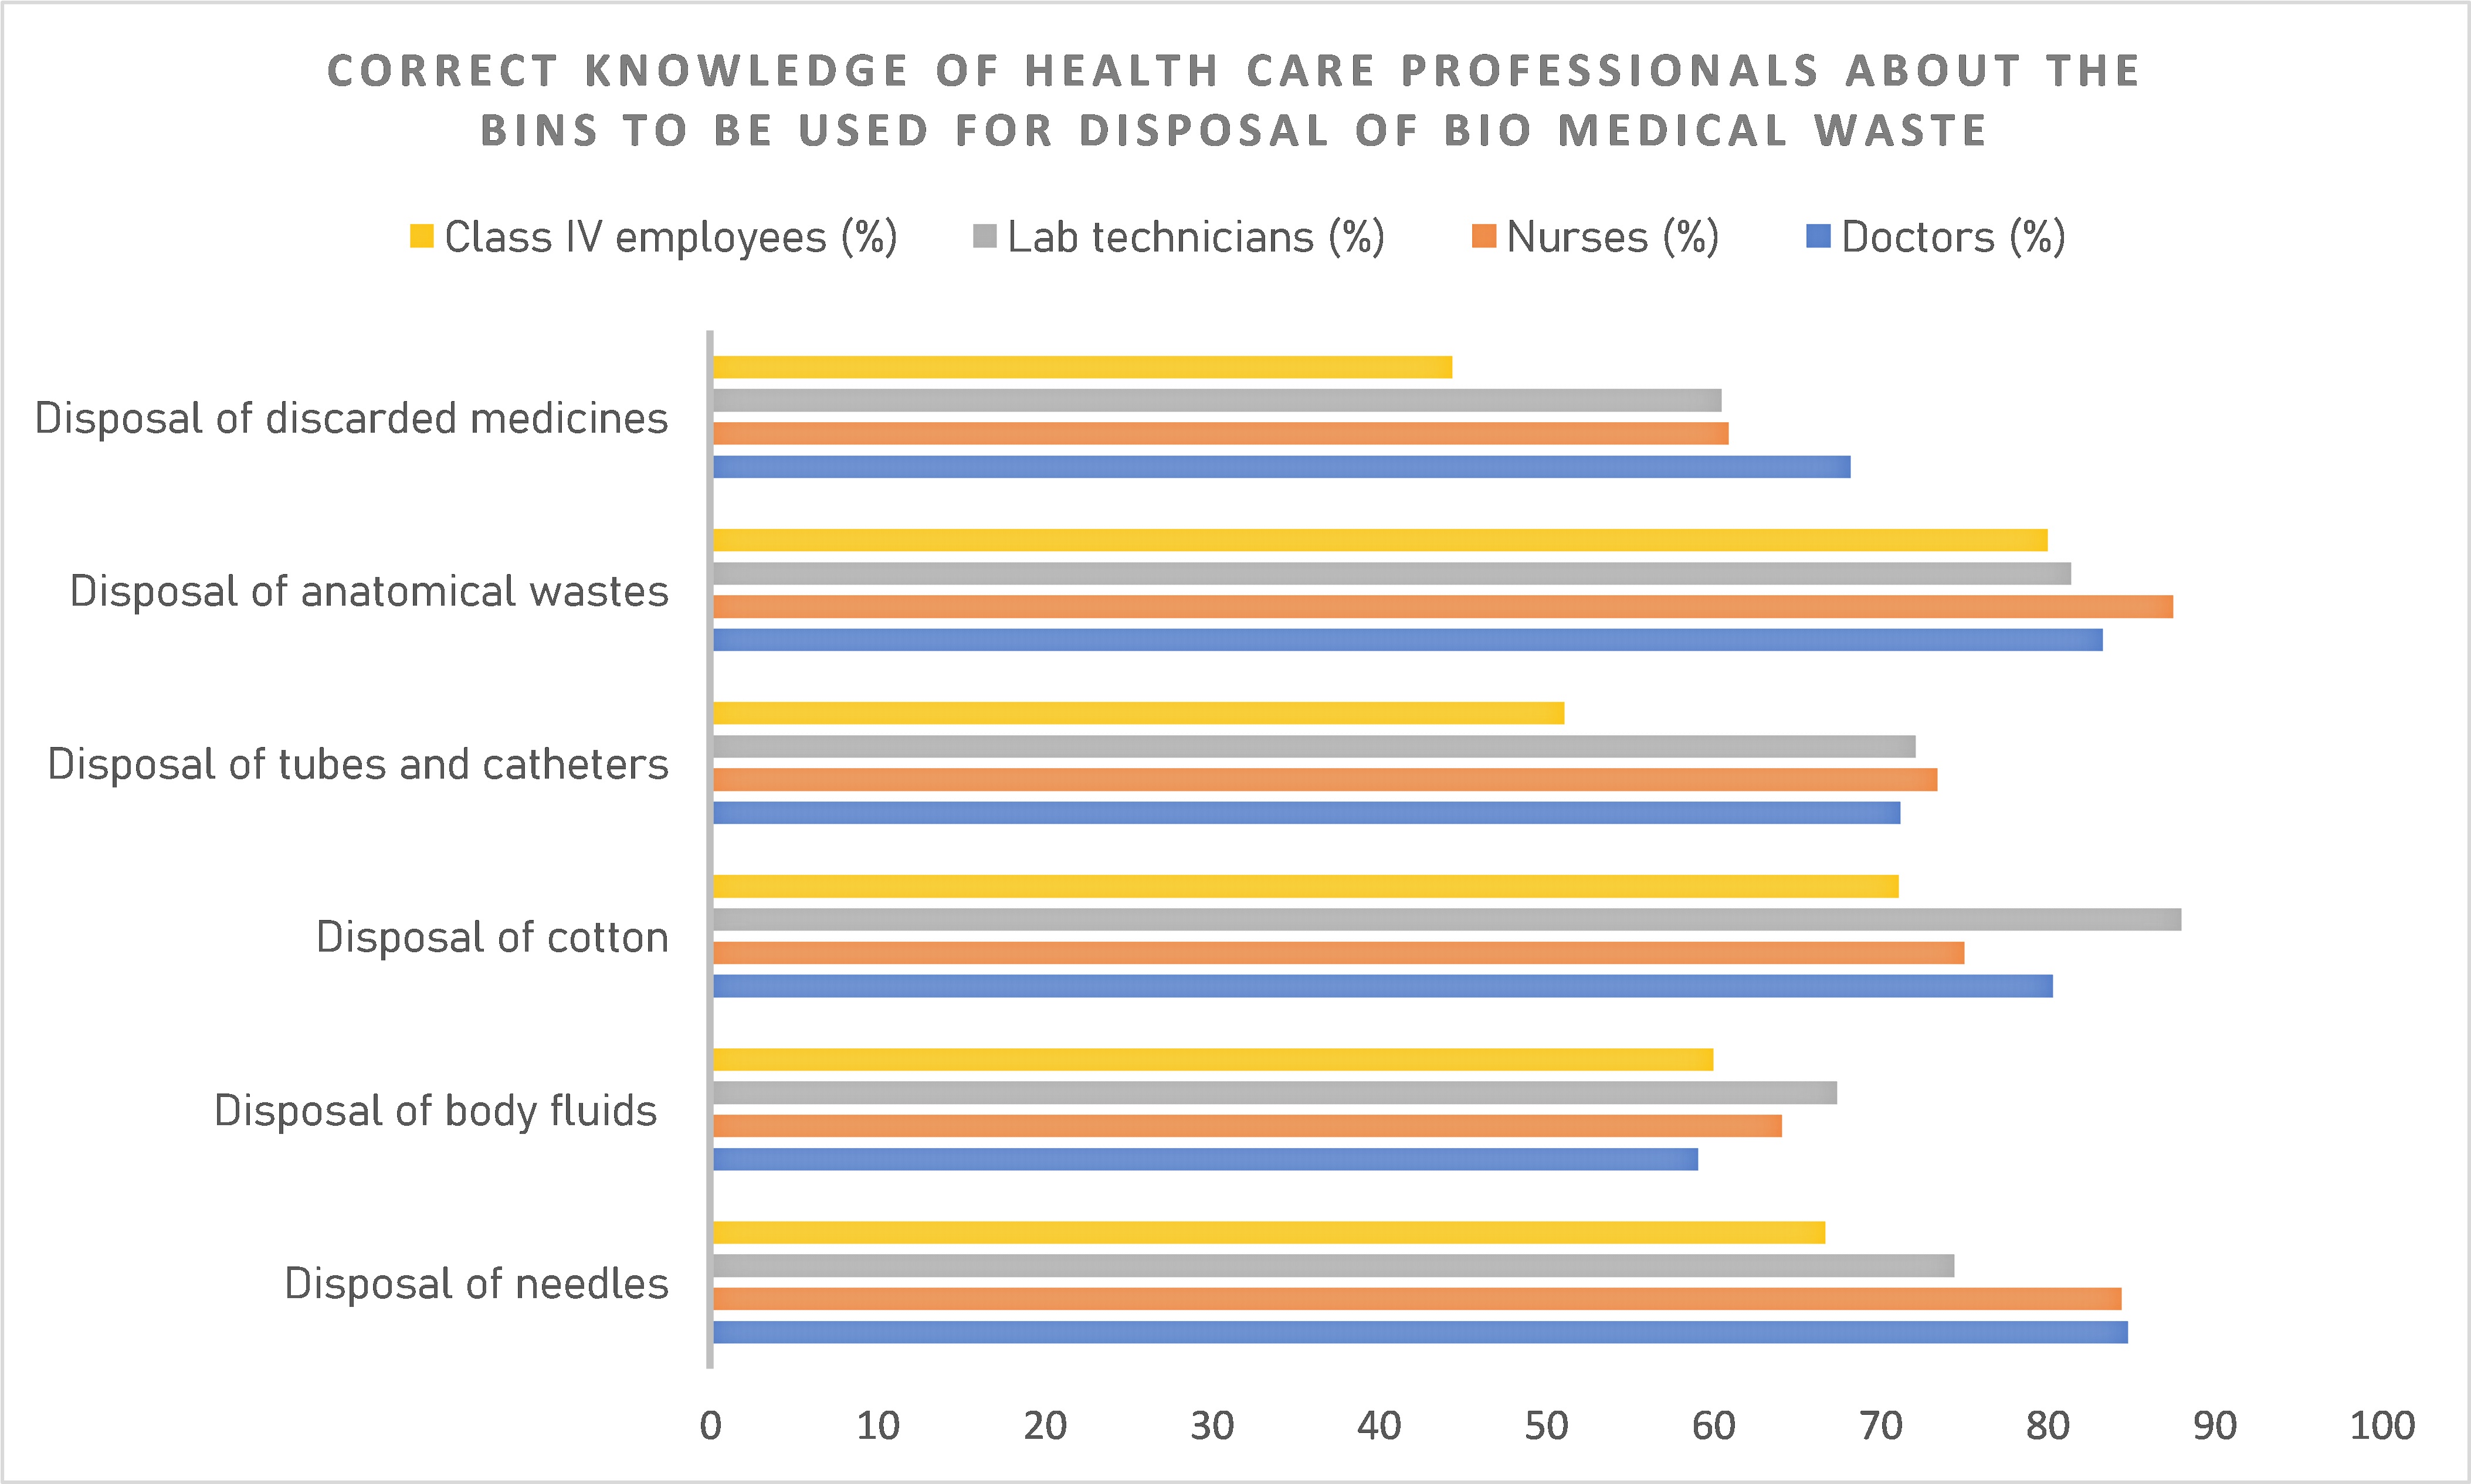 CORRECT KNOWLEDGE OF HEALTH CARE PROFESSIONALS ABOUT THE
BINS TO BE USED FOR DISPOSAL OF BIO MEDICAL WASTE
Class IV employees (%) Lab technicians (%) Nurses (%) Doctors (%)
Disposal of discarded medicines
Disposal of anatomical wastes
Disposal of tubes and catheters
Disposal of cotton
Disposal of body fluids
Disposal of needles
0 10 20 30 40 50 60 70 80 90 100